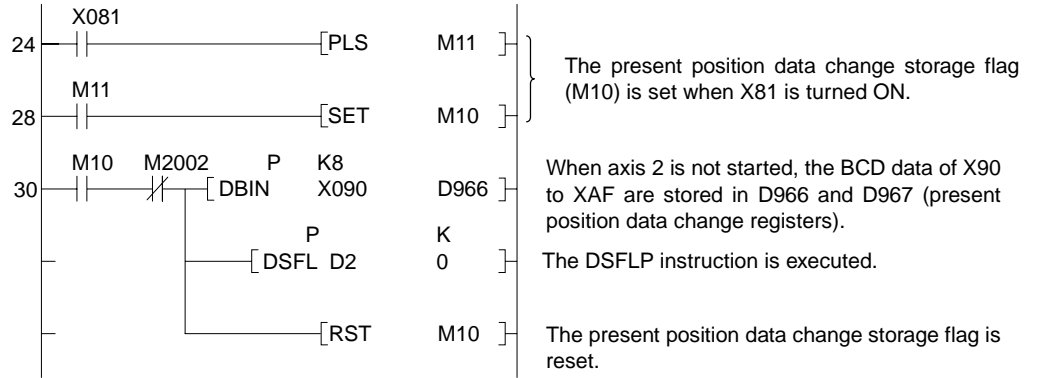 X081
24 [PLS M11 ]
The present position data change storage flag
(M10) is set when X81 is turned ON.
M11
28 [SET M10 ]
M10 M2002 P K8
30 [ DBIN X090 D966 ]
When axis 2 is not started, the BCD data of X90
to XAF are stored in D966 and D967 (present
position data change registers).
P K
[ DSFL D2 0 ]
The DSFLP instruction is executed.
[RST M10 ]
The present position data change storage flag is
reset.